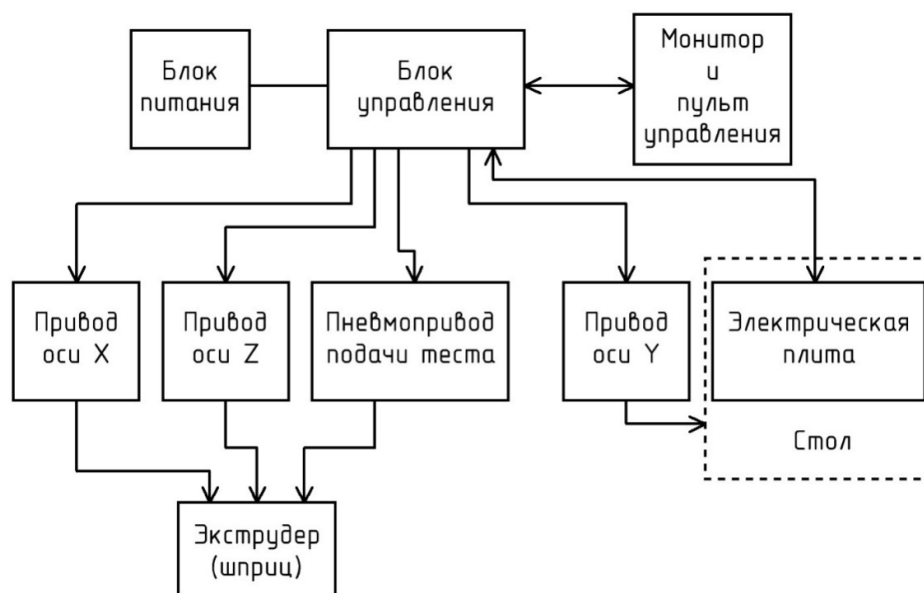 Блок
питания
Блок
управления
Монитор
и
пульт
управления
Привод
оси X
Привод
оси Z
Пневмопривод
подачи теста
Привод
оси Y
Электрическая
плита
Стол
Экструдер
(шприц)